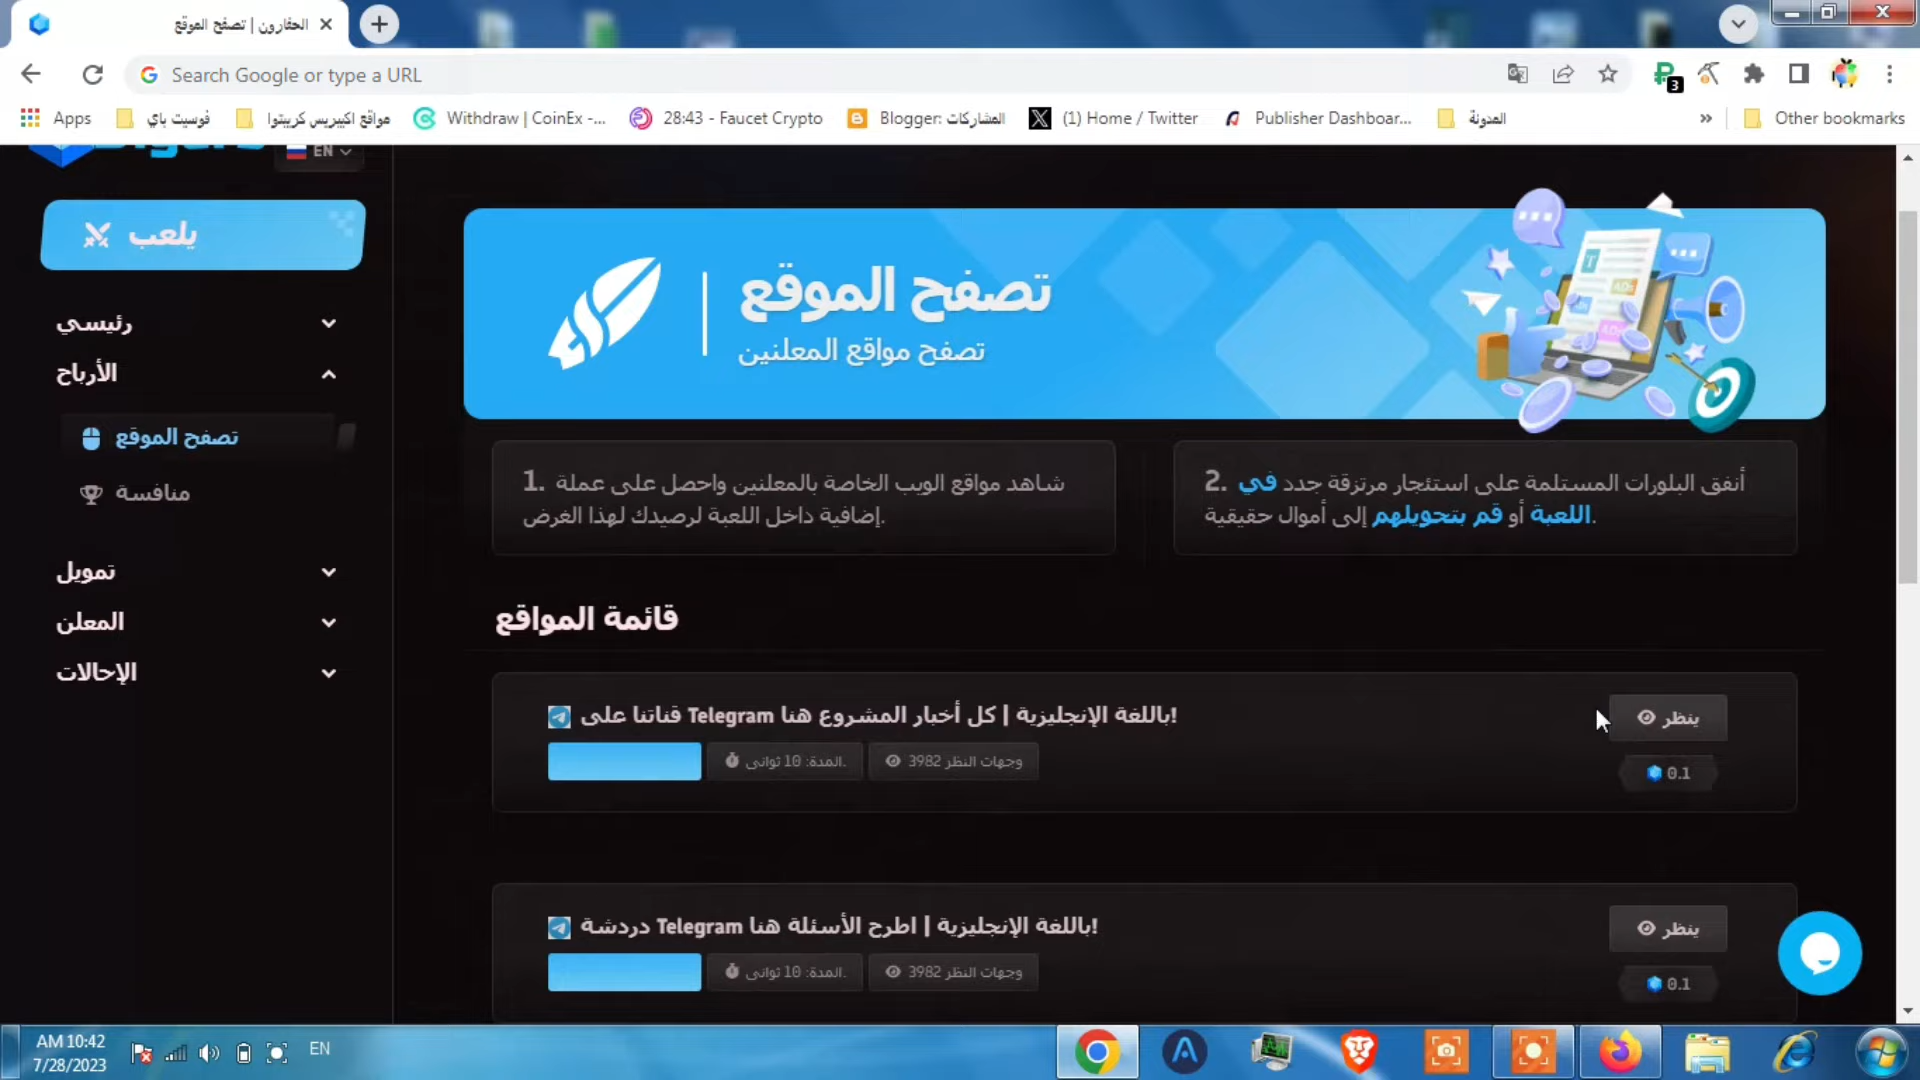 الحفارون | تصفح الموقع
Search Google or type a URL
3
Apps
فوسيت باي
مواقع اكبيريس كريبتوا
Withdraw | CoinEx -...
28:43 - Faucet Crypto
Blogger: المشاركات
(1) Home / Twitter
Publisher Dashboar...
المدونة
»
Other bookmarks
EN
يلعب
رئيسي
الأرباح
تصفح الموقع
منافسة
تمويل
المعلن
الإحالات
تصفح الموقع
تصفح مواقع المعلنين
1. شاهد مواقع الويب الخاصة بالمعلنين واحصل على عملة
إضافية داخل اللعبة لرصيدك لهذا الغرض.
2. أنفق البلورات المستلمة على استئجار مرتزقة جدد في
اللعبة أو قم بتحويلهم إلى أموال حقيقية.
قائمة المواقع
قناتنا على Telegram باللغة الإنجليزية | كل أخبار المشروع هنا!
المدة: 10 ثواني.
وجهات النظر 3982
ينظر
0.1
دردشة Telegram باللغة الإنجليزية | اطرح الأسئلة هنا!
المدة: 10 ثواني.
وجهات النظر 3982
ينظر
0.1
AM 10:42
7/28/2023
EN